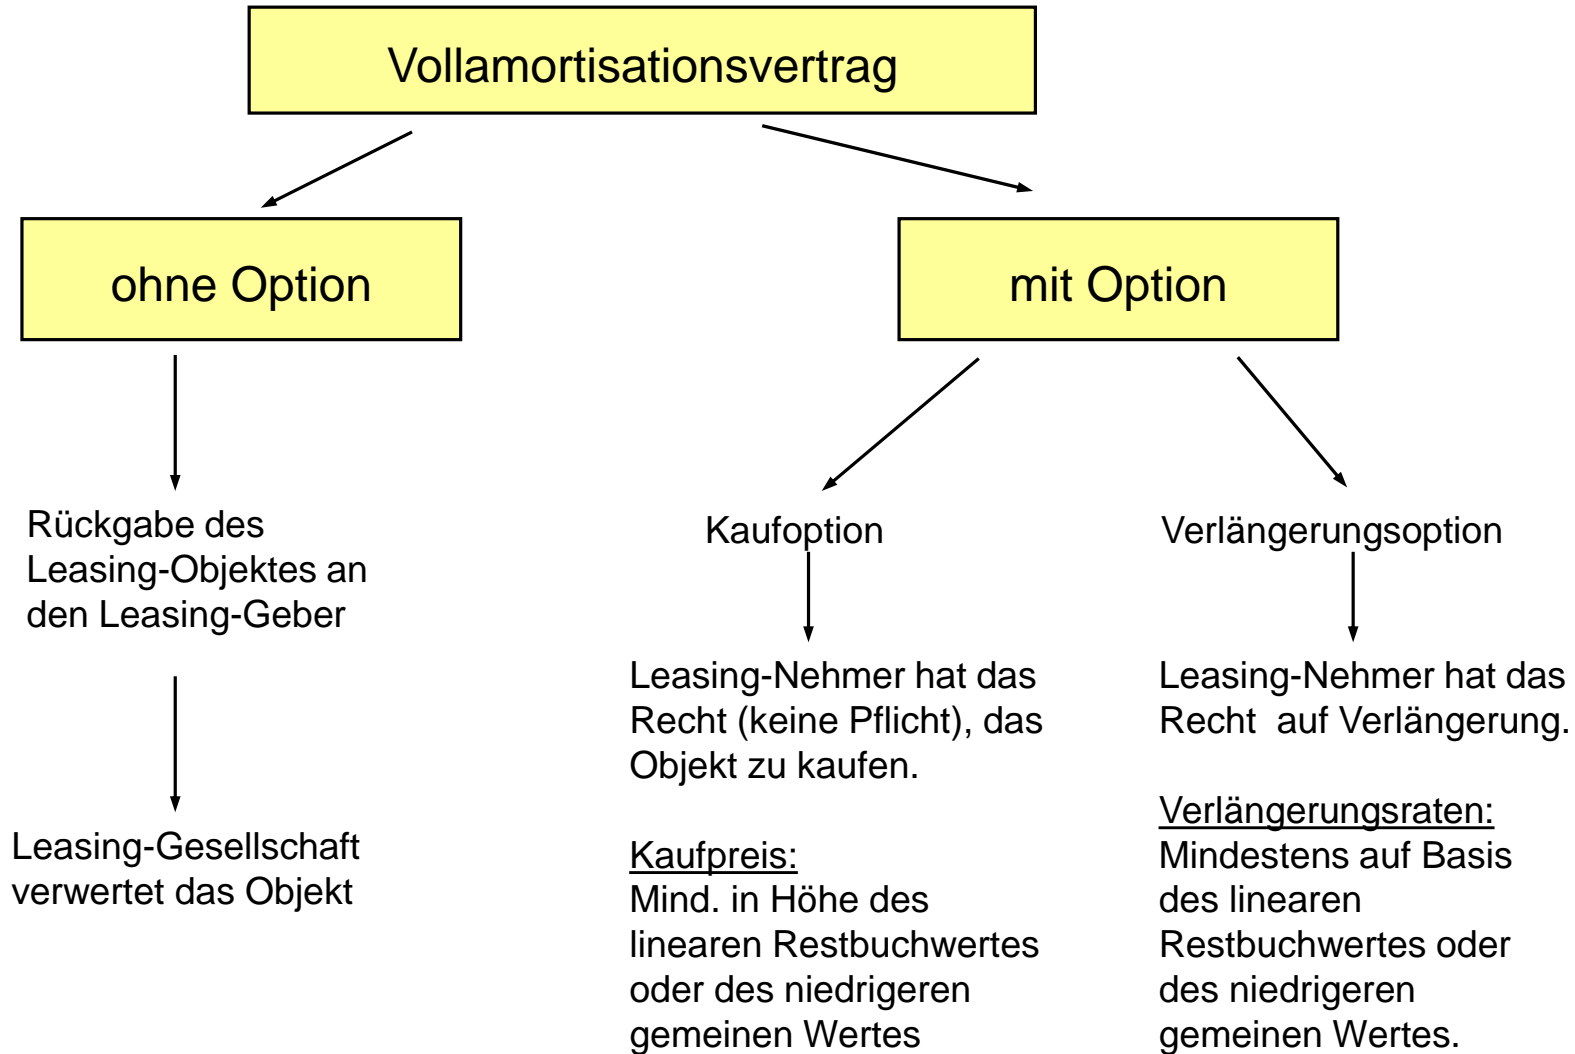 Vollamortisationsvertrag
ohne Option
mit Option
Rückgabe des
Leasing-Objektes an
den Leasing-Geber
Leasing-Gesellschaft
verwertet das Objekt
Kaufoption
Leasing-Nehmer hat das
Recht (keine Pflicht), das
Objekt zu kaufen.
Kaufpreis:
Mind. in Höhe des
linearen Restbuchwertes
oder des niedrigeren
gemeinen Wertes
Verlängerungsoption
Leasing-Nehmer hat das
Recht  auf Verlängerung.
Verlängerungsraten:
Mindestens auf Basis
des linearen
Restbuchwertes oder
des niedrigeren
gemeinen Wertes.